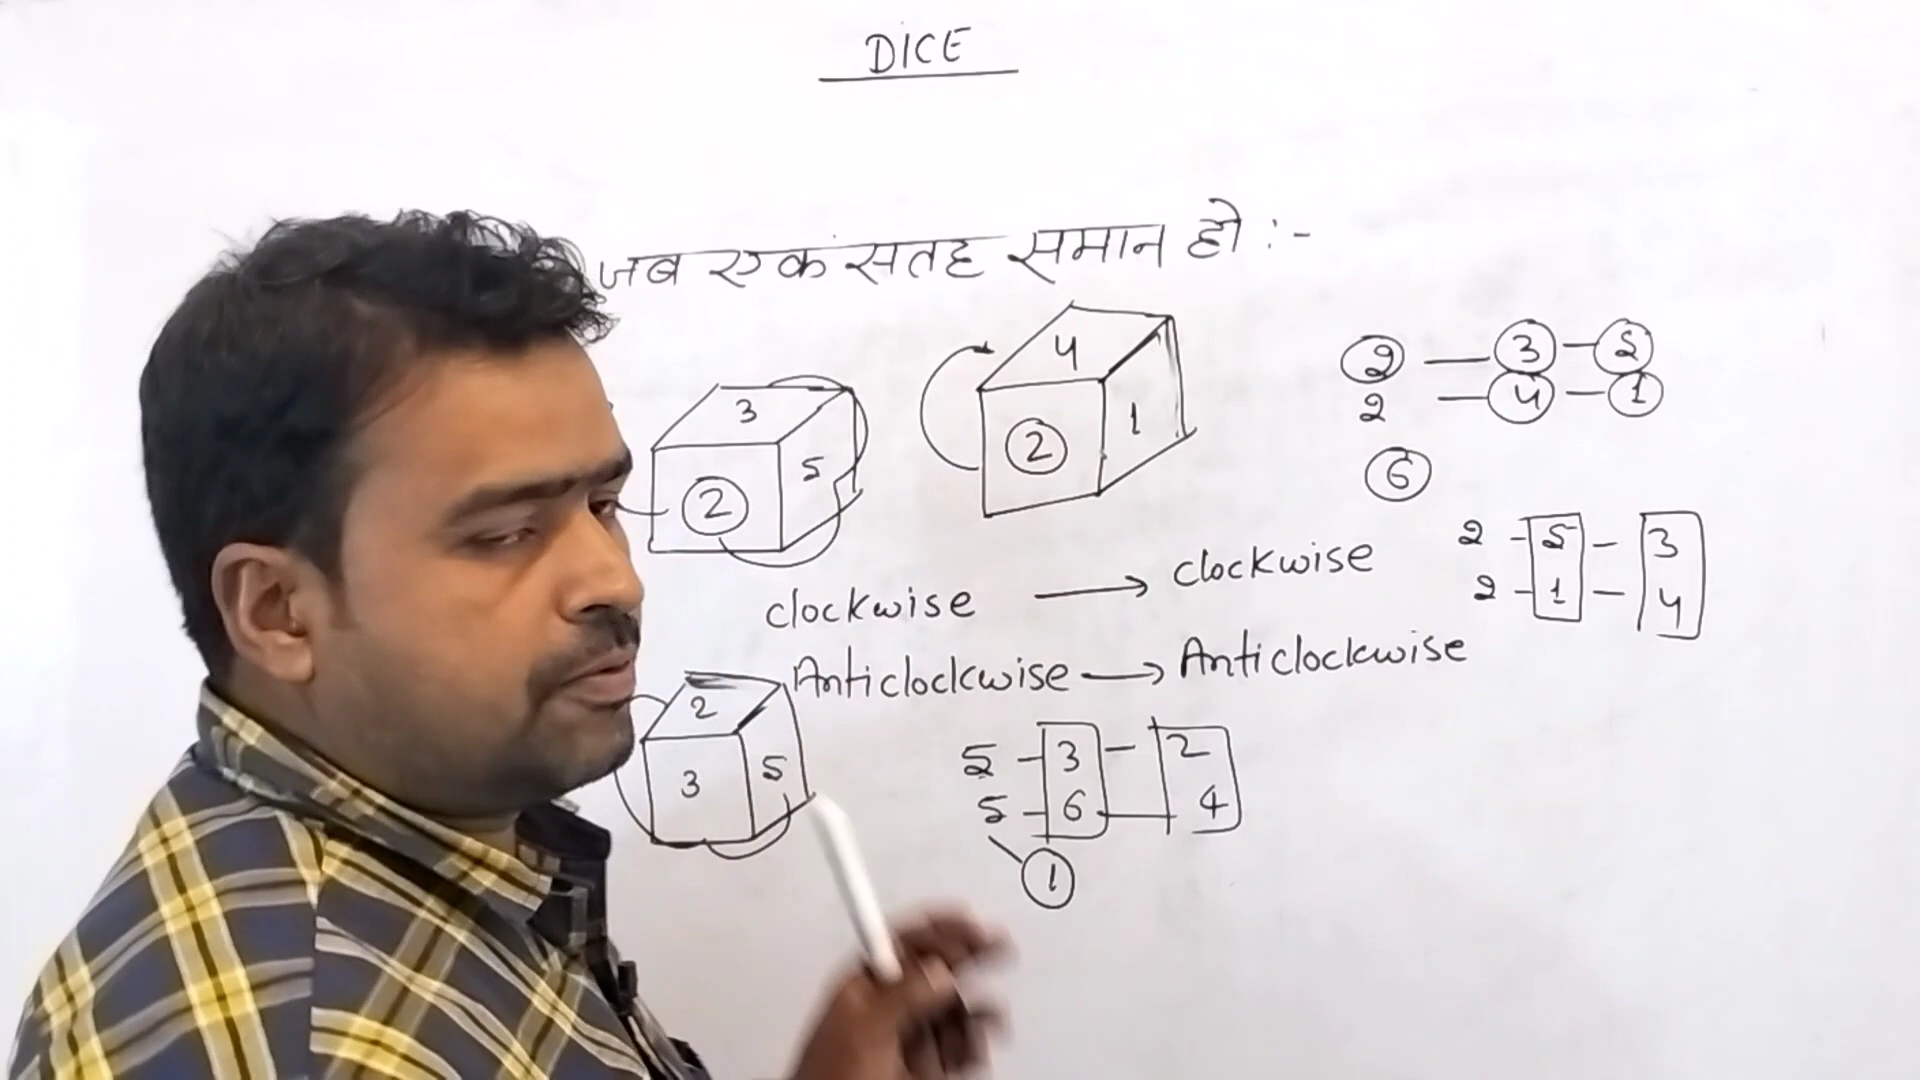 DICE
जब एक सतह समान हो :-
3
2
5
4
2
1
2 — 3 — 5
2 — 4 — 1
6
2 - 5 - 3
2 - 1 - 4
clockwise → clockwise
Anticlockwise → Anticlockwise
2
3
5
5 - 3 - 2
5 - 6 — 4
1